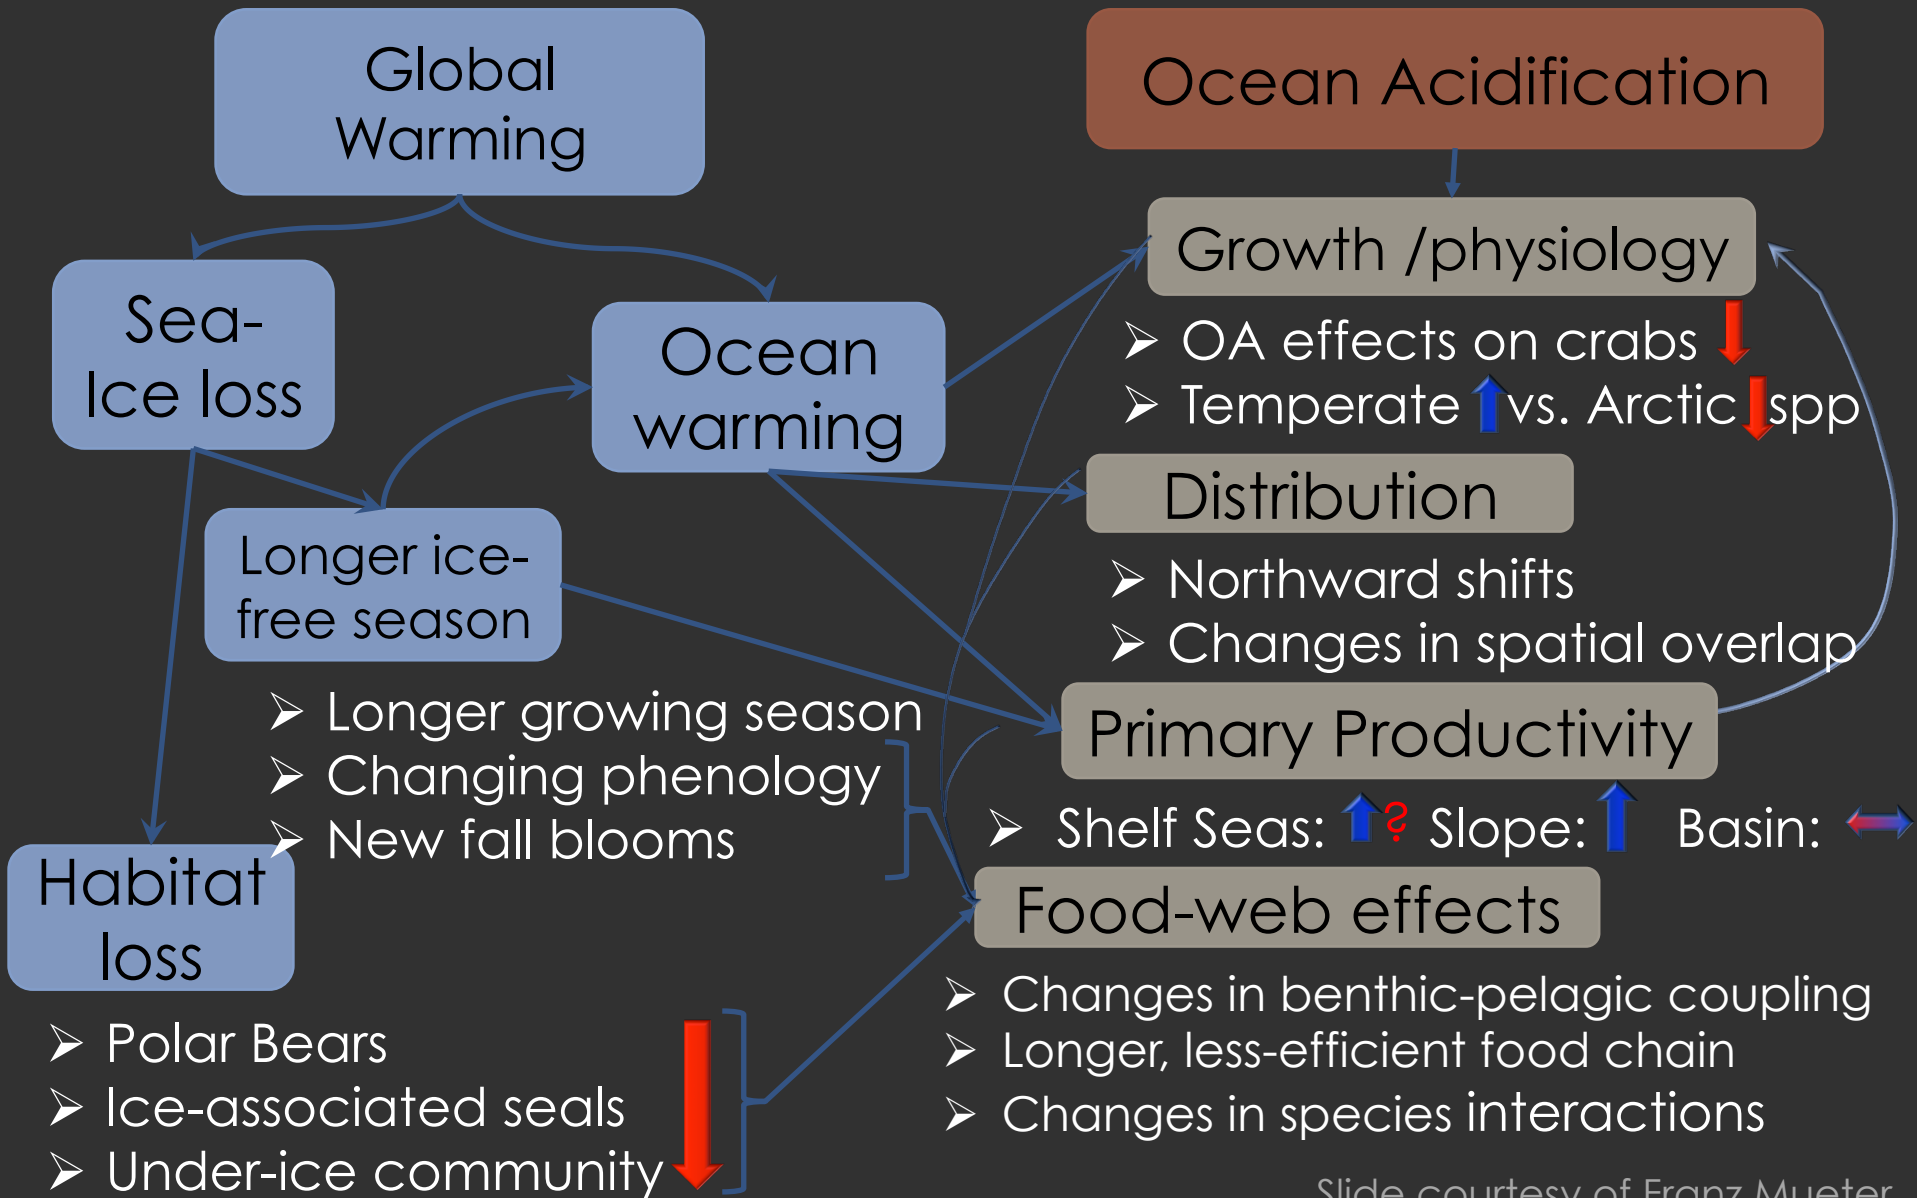 Global
Warming
Ocean Acidification
Sea-
Ice loss
Ocean
warming
Growth /physiology
➢ OA effects on crabs
➢ Temperate vs. Arctic spp
Distribution
➢ Northward shifts
➢ Changes in spatial overlap
Longer ice-
free season
➢ Longer growing season
➢ Changing phenology
➢ New fall blooms
Primary Productivity
➢ Shelf Seas: ? Slope: Basin:
Habitat
loss
➢ Polar Bears
➢ Ice-associated seals
➢ Under-ice community
Food-web effects
➢ Changes in benthic-pelagic coupling
➢ Longer, less-efficient food chain
➢ Changes in species interactions
Slide courtesy of Franz Mueter